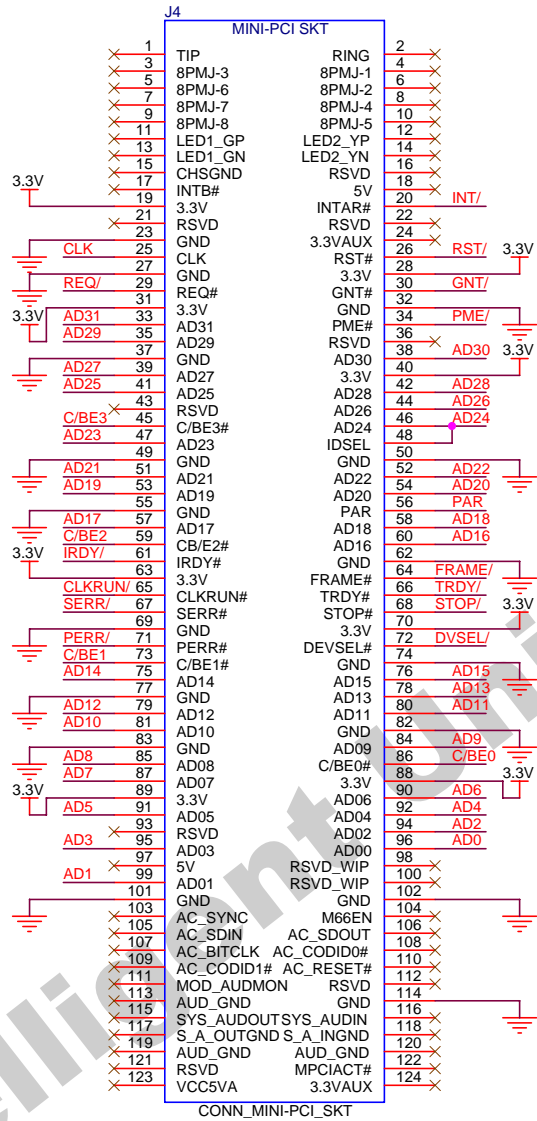 J4
MINI-PCI SKT
1 TIP RING 2
3 8PMJ-3 8PMJ-1 4
5 8PMJ-6 8PMJ-2 6
7 8PMJ-7 8PMJ-4 8
9 8PMJ-8 8PMJ-5 10
11 LED1_GP LED2_YP 12
13 LED1_GN LED2_YN 14
15 CHSGND RSVD 16
3.3V 17 INTB# 5V 18
19 3.3V INTAR# 20 INT/
21 RSVD RSVD 22
23 GND 3.3VAUX 24
CLK 25 CLK RST# 26 RST/ 3.3V
27 GND 3.3V 28
REQ/ 29 REQ# GNT# 30 GNT/
31 3.3V GND 32
3.3V AD31 33 AD31 PME# 34 PME/
AD29 35 AD29 RSVD 36
37 GND AD30 38 AD30 3.3V
AD27 39 AD27 3.3V 40
AD25 41 AD25 AD28 42 AD28
43 RSVD AD26 44 AD26
C/BE3 45 C/BE3# AD24 46 AD24
AD23 47 AD23 IDSEL 48
49 GND GND 50
AD21 51 AD21 AD22 52 AD22
AD19 53 AD19 AD20 54 AD20
55 GND PAR 56 PAR
AD17 57 AD17 AD18 58 AD18
C/BE2 59 CB/E2# AD16 60 AD16
3.3V IRDY/ 61 IRDY# GND 62
63 3.3V FRAME# 64 FRAME/
CLKRUN/ 65 CLKRUN# TRDY# 66 TRDY/
SERR/ 67 SERR# STOP# 68 STOP/ 3.3V
69 GND 3.3V 70
PERR/ 71 PERR# DEVSEL# 72 DVSEL/
C/BE1 73 C/BE1# GND 74
AD14 75 AD14 AD15 76 AD15
77 GND AD13 78 AD13
AD12 79 AD12 AD11 80 AD11
AD10 81 AD10 GND 82
83 GND AD09 84 AD9
AD8 85 AD08 C/BE0# 86 C/BE0
AD7 87 AD07 3.3V 88 3.3V
3.3V 89 3.3V AD06 90 AD6
AD5 91 AD05 AD04 92 AD4
93 RSVD AD02 94 AD2
AD3 95 AD03 AD00 96 AD0
97 5V RSVD_WIP 98
AD1 99 AD01 RSVD_WIP 100
101 GND GND 102
103 AC_SYNC M66EN 104
105 AC_SDIN AC_SDOUT 106
107 AC_BITCLK AC_CODID0# 108
109 AC_CODID1# AC_RESET# 110
111 MOD_AUDMON RSVD 112
113 AUD_GND GND 114
115 SYS_AUDOUT SYS_AUDIN 116
117 S_A_OUTGND S_A_INGND 118
119 AUD_GND AUD_GND 120
121 RSVD MPCIACT# 122
123 VCC5VA 3.3VAUX 124
CONN_MINI-PCI_SKT
elligent Uni